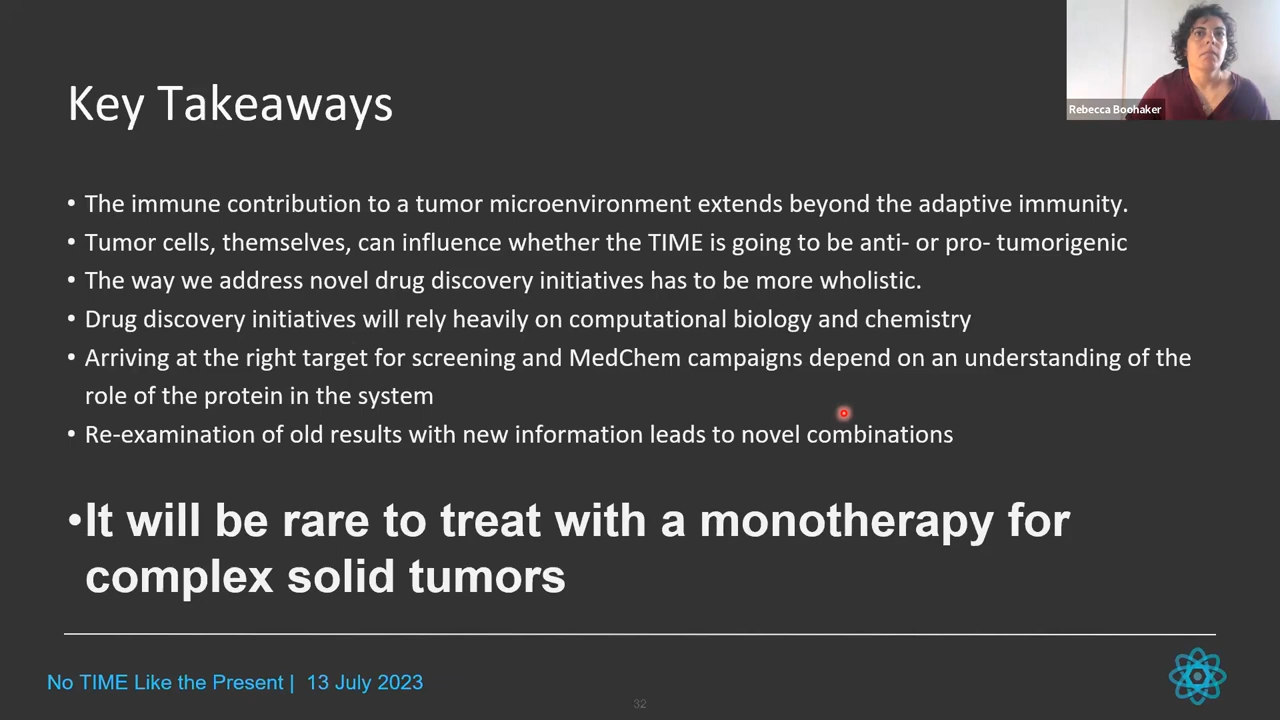 Rebecca Boohaker
Key Takeaways
• The immune contribution to a tumor microenvironment extends beyond the adaptive immunity.
• Tumor cells, themselves, can influence whether the TIME is going to be anti- or pro- tumorigenic
• The way we address novel drug discovery initiatives has to be more wholistic.
• Drug discovery initiatives will rely heavily on computational biology and chemistry
• Arriving at the right target for screening and MedChem campaigns depend on an understanding of the
role of the protein in the system
• Re-examination of old results with new information leads to novel combinations
•It will be rare to treat with a monotherapy for
complex solid tumors
No TIME Like the Present | 13 July 2023
32